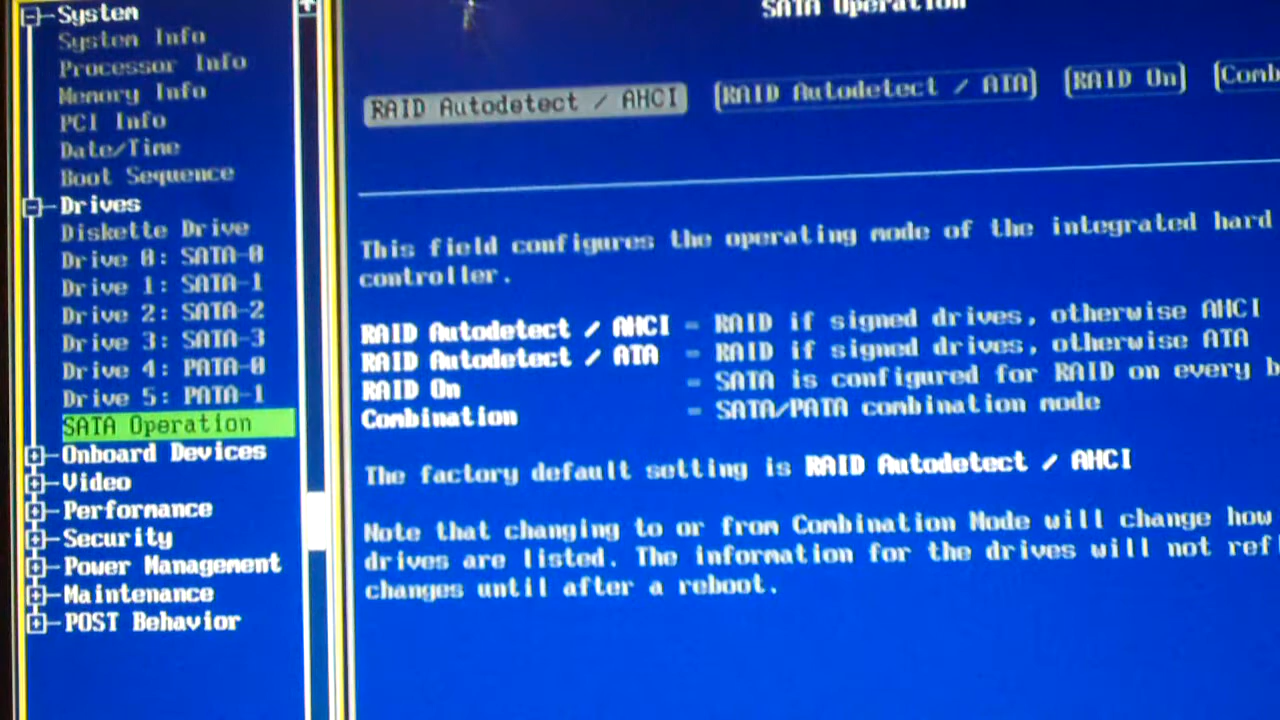 System
System Info
Processor Info
Memory Info
PCI Info
Date/Time
Boot Sequence
Drives
Diskette Drive
Drive 0: SATA-0
Drive 1: SATA-1
Drive 2: SATA-2
Drive 3: SATA-3
Drive 4: PATA-0
Drive 5: PATA-1
SATA Operation
Onboard Devices
Video
Performance
Security
Power Management
Maintenance
POST Behavior
SATA Operation
RAID Autodetect / AHCI RAID Autodetect / ATA RAID On Comb
This field configures the operating mode of the integrated hard
controller.
RAID Autodetect / AHCI = RAID if signed drives, otherwise AHCI
RAID Autodetect / ATA = RAID if signed drives, otherwise ATA
RAID On = SATA is configured for RAID on every b
Combination = SATA/PATA combination mode
The factory default setting is RAID Autodetect / AHCI
Note that changing to or from Combination Mode will change how
drives are listed. The information for the drives will not ref
changes until after a reboot.